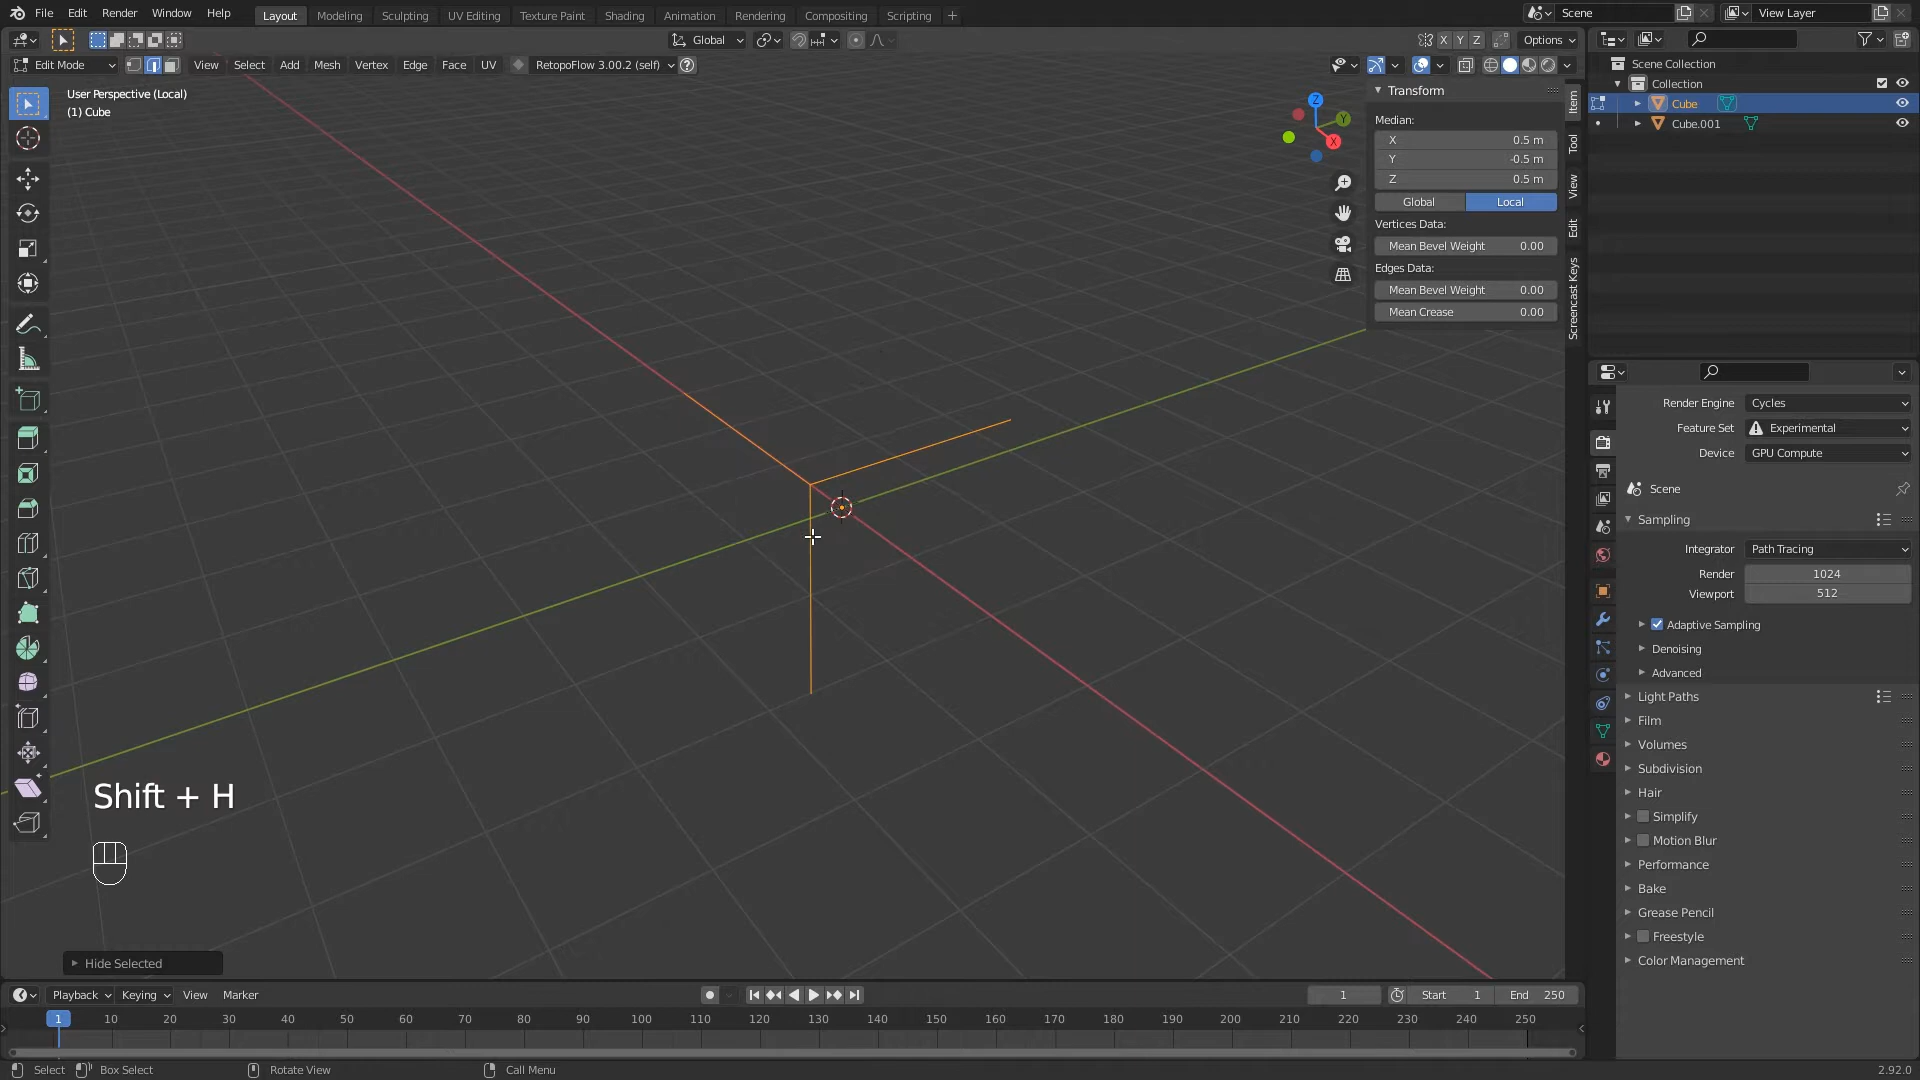 File Edit Render Window Help
Layout Modeling Sculpting UV Editing Texture Paint Shading Animation Rendering Compositing Scripting +
Scene
View Layer
Global
X Y Z
Options
Edit Mode
View Select Add Mesh Vertex Edge Face UV
RetopoFlow 3.00.2 (self)
User Perspective (Local)
(1) Cube
Z
Y
X
Transform
Median:
X 0.5 m
Y -0.5 m
Z 0.5 m
Global Local
Vertices Data:
Mean Bevel Weight 0.00
Edges Data:
Mean Bevel Weight 0.00
Mean Crease 0.00
Item
Tool
View
Edit
Screencast Keys
Scene Collection
Collection
Cube
Cube.001
Render Engine Cycles
Feature Set Experimental
Device GPU Compute
Scene
Sampling
Integrator Path Tracing
Render 1024
Viewport 512
Adaptive Sampling
Denoising
Advanced
Light Paths
Film
Volumes
Subdivision
Hair
Simplify
Motion Blur
Performance
Bake
Grease Pencil
Freestyle
Color Management
Shift + H
Hide Selected
Playback Keying View Marker
1
Start 1
End 250
1 10 20 30 40 50 60 70 80 90 100 110 120 130 140 150 160 170 180 190 200 210 220 230 240 250
Select Box Select Rotate View Call Menu
2.92.0